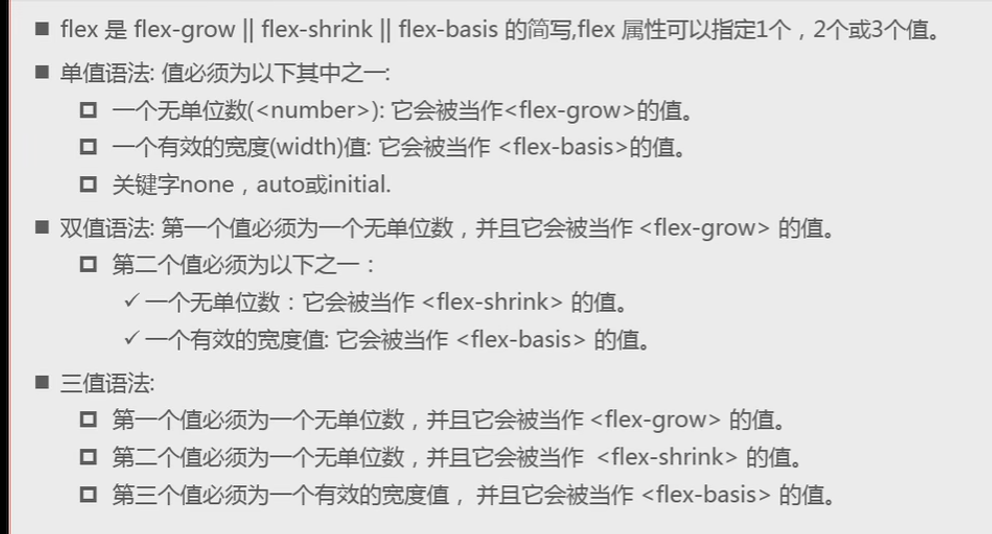 flex 是 flex-grow || flex-shrink || flex-basis 的简写,flex 属性可以指定1个，2个或3个值。
单值语法: 值必须为以下其中之一:
一个无单位数(<number>): 它会被当作<flex-grow>的值。
一个有效的宽度(width)值: 它会被当作 <flex-basis>的值。
关键字none，auto或initial.
双值语法: 第一个值必须为一个无单位数，并且它会被当作 <flex-grow> 的值。
第二个值必须为以下之一：
✓一个无单位数：它会被当作 <flex-shrink> 的值。
✓一个有效的宽度值: 它会被当作 <flex-basis> 的值。
三值语法:
第一个值必须为一个无单位数，并且它会被当作 <flex-grow> 的值。
第二个值必须为一个无单位数，并且它会被当作 <flex-shrink> 的值。
第三个值必须为一个有效的宽度值， 并且它会被当作 <flex-basis> 的值。